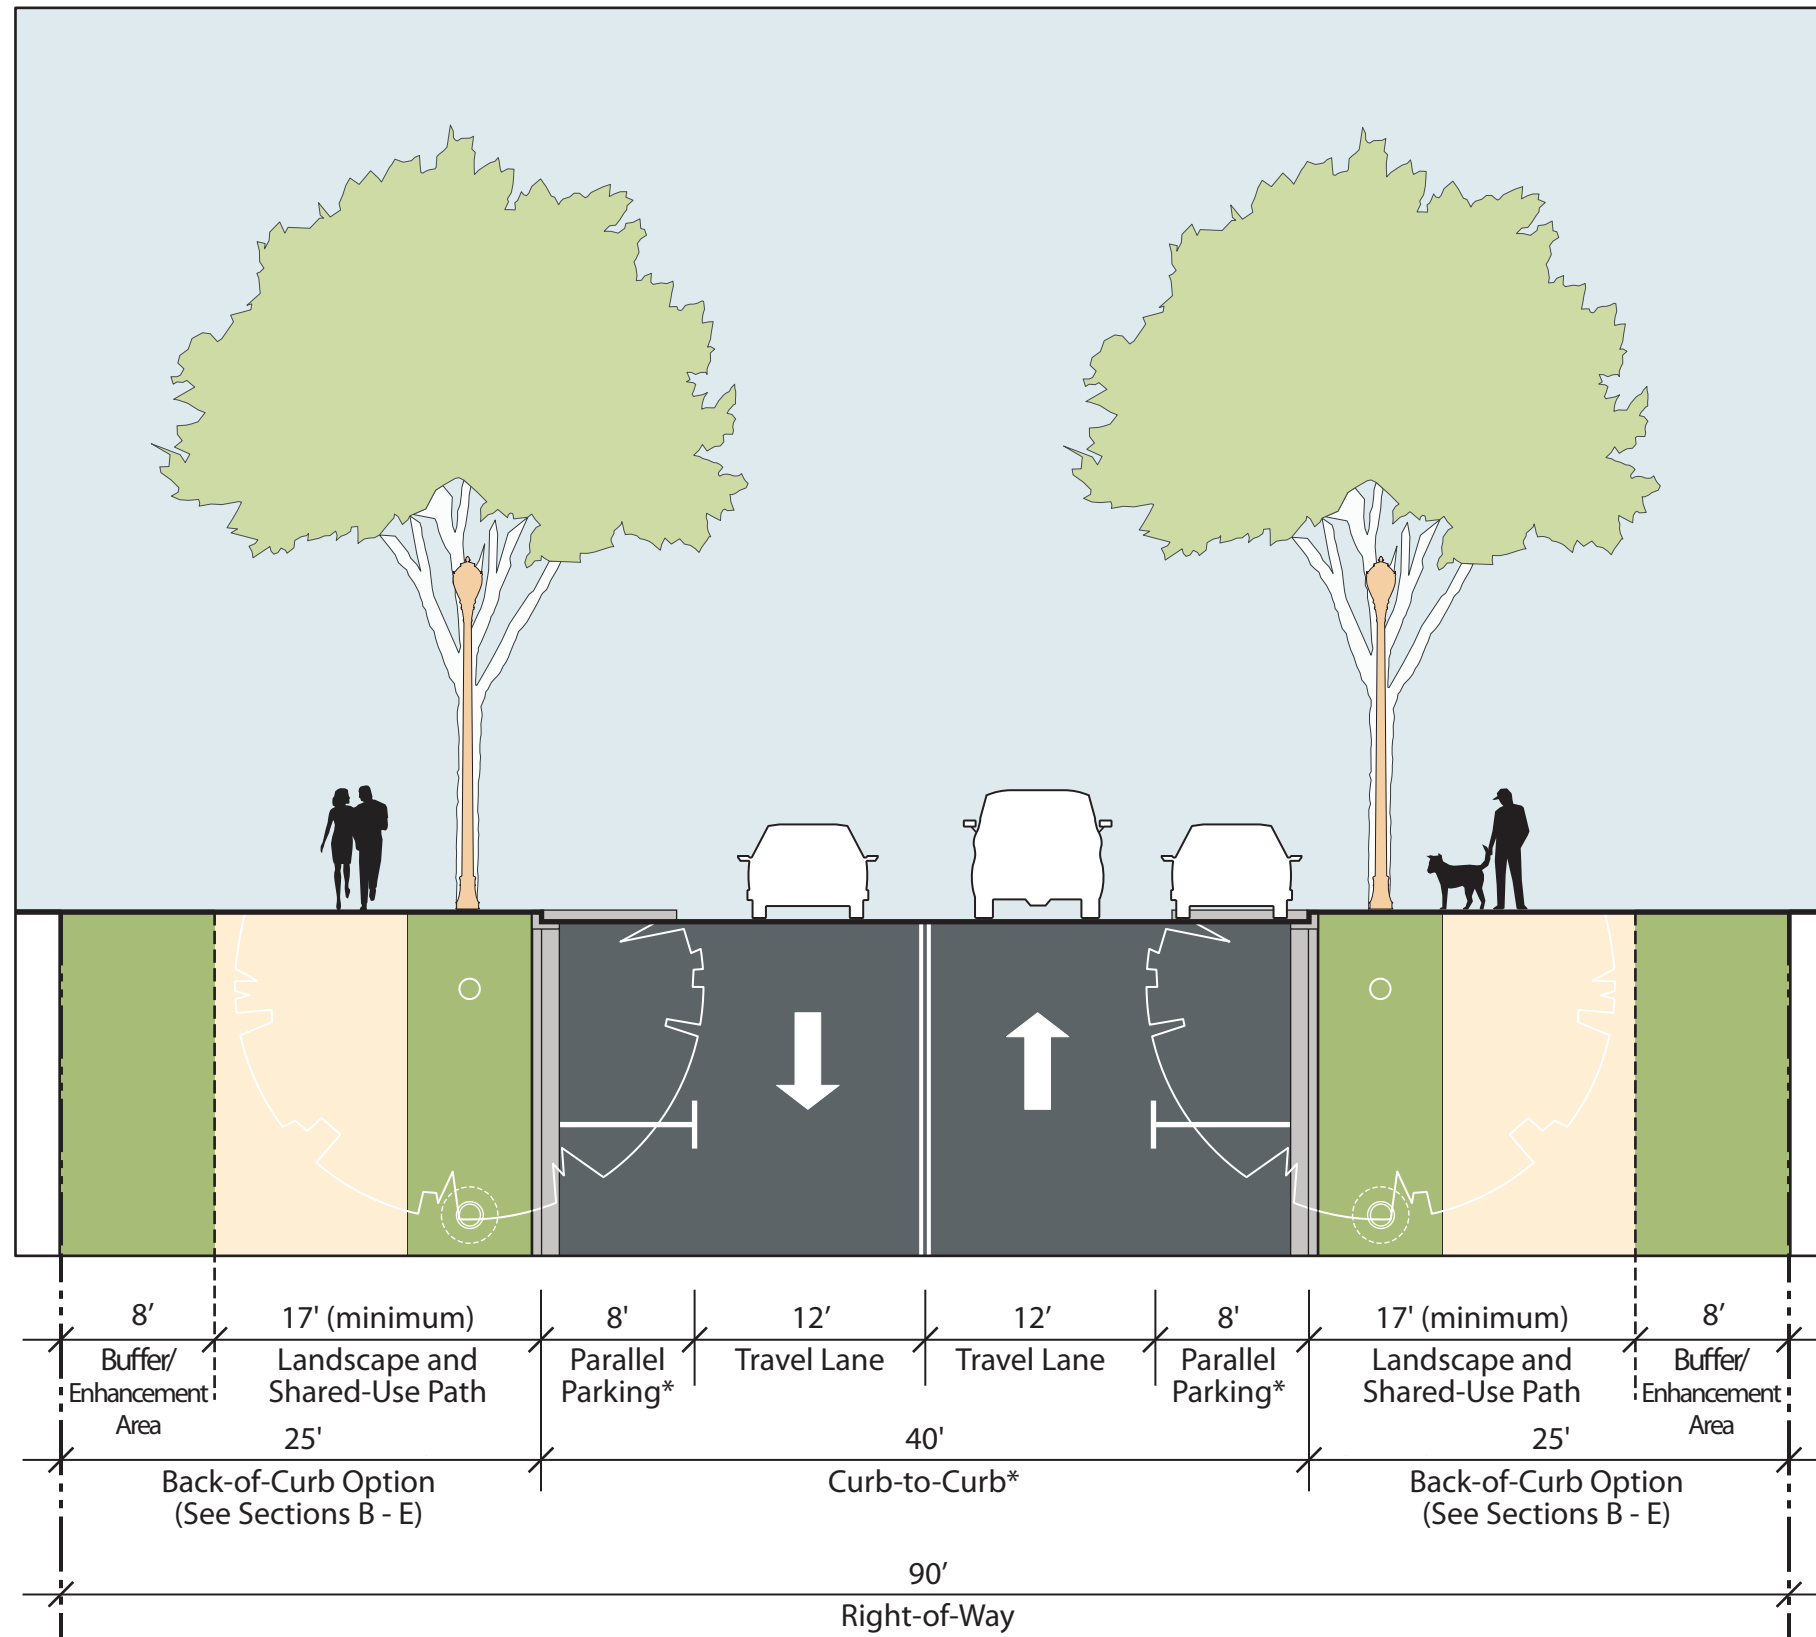 8’ 17' (minimum) 8' 12’ 12’ 8' 17' (minimum) 8’
Buffer/ Landscape and Parallel Travel Lane Travel Lane Parallel Landscape and Buffer/
Enhancement Shared-Use Path Parking* Parking* Shared-Use Path Enhancement
Area Area
25' 40' 25'
Back-of-Curb Option Curb-to-Curb* Back-of-Curb Option
(See Sections B - E) (See Sections B - E)
90’
Right-of-Way